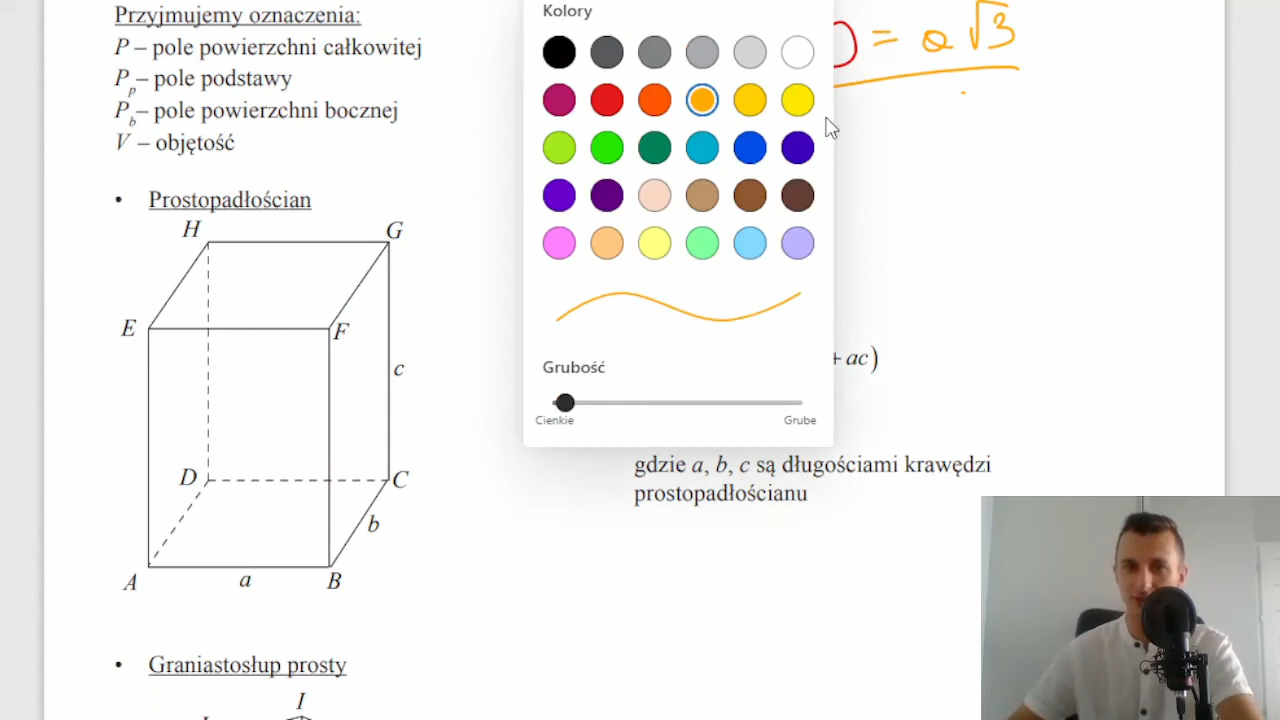 Przyjmujemy oznaczenia:
P – pole powierzchni całkowitej
Pp – pole podstawy
Pb – pole powierzchni bocznej
V – objętość
• Prostopadłościan
H
G
E
F
c
D
C
b
A
a
B
• Graniastosłup prosty
I
Kolory
Grubość
Cienkie
Grube
= a √3
+ ac)
gdzie a, b, c są długościami krawędzi
prostopadłościanu